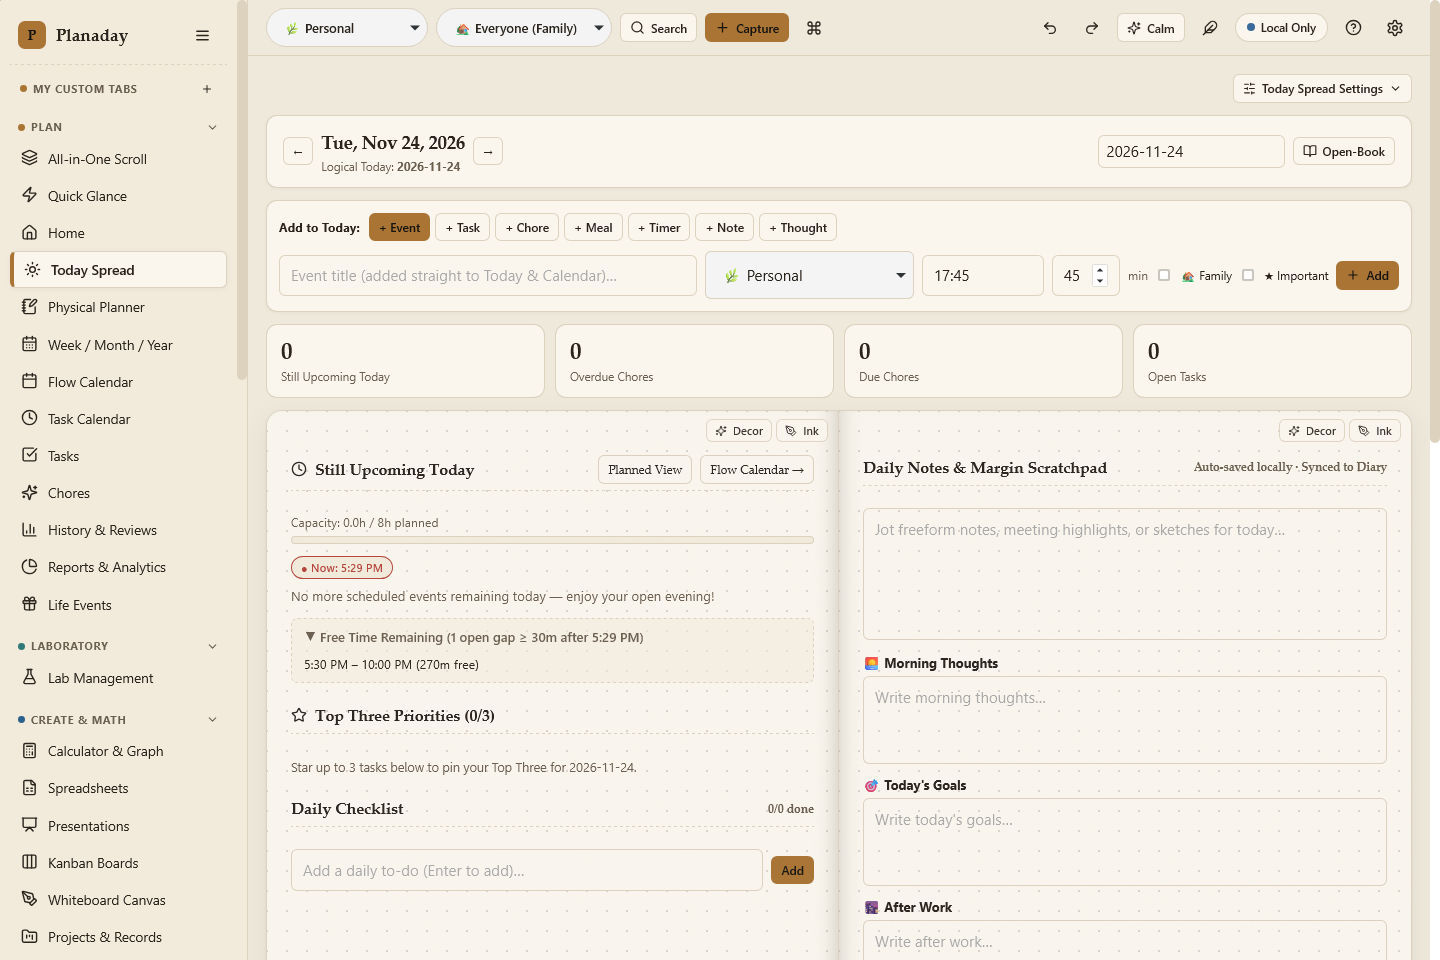 P Planaday
MY CUSTOM TABS +
PLAN
All-in-One Scroll
Quick Glance
Home
Today Spread
Physical Planner
Week / Month / Year
Flow Calendar
Task Calendar
Tasks
Chores
History & Reviews
Reports & Analytics
Life Events
LABORATORY
Lab Management
CREATE & MATH
Calculator & Graph
Spreadsheets
Presentations
Kanban Boards
Whiteboard Canvas
Projects & Records
Personal
Everyone (Family)
Search
+ Capture
⌘
Calm
Local Only
Today Spread Settings
← Tue, Nov 24, 2026 →
Logical Today: 2026-11-24
2026-11-24
Open-Book
Add to Today: + Event + Task + Chore + Meal + Timer + Note + Thought
Event title (added straight to Today & Calendar)...
Personal
17:45
45 min
Family
★ Important
+ Add
0
Still Upcoming Today
0
Overdue Chores
0
Due Chores
0
Open Tasks
Decor Ink
Still Upcoming Today
Planned View
Flow Calendar →
Capacity: 0.0h / 8h planned
● Now: 5:29 PM
No more scheduled events remaining today — enjoy your open evening!
▼ Free Time Remaining (1 open gap ≥ 30m after 5:29 PM)
5:30 PM – 10:00 PM (270m free)
Top Three Priorities (0/3)
Star up to 3 tasks below to pin your Top Three for 2026-11-24.
Daily Checklist 0/0 done
Add a daily to-do (Enter to add)...
Add
Decor Ink
Daily Notes & Margin Scratchpad
Auto-saved locally · Synced to Diary
Jot freeform notes, meeting highlights, or sketches for today...
Morning Thoughts
Write morning thoughts...
Today's Goals
Write today's goals...
After Work
Write after work...